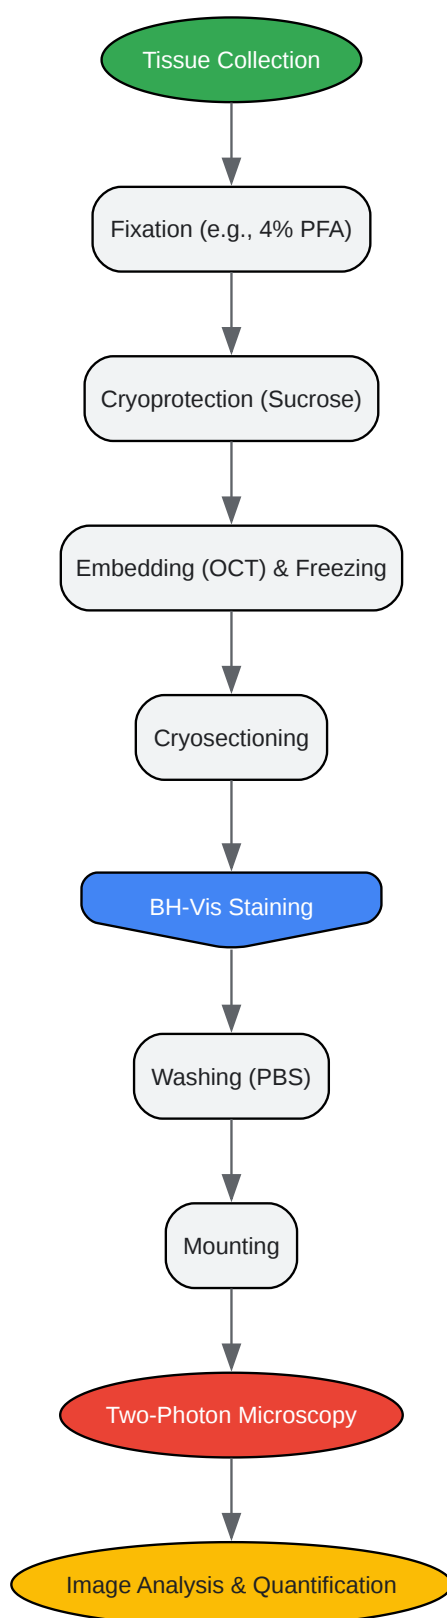 Tissue Collection
Fixation (e.g., 4% PFA)
Cryoprotection (Sucrose)
Embedding (OCT) & Freezing
Cryosectioning
BH-Vis Staining
Washing (PBS)
Mounting
Two-Photon Microscopy
Image Analysis & Quantification